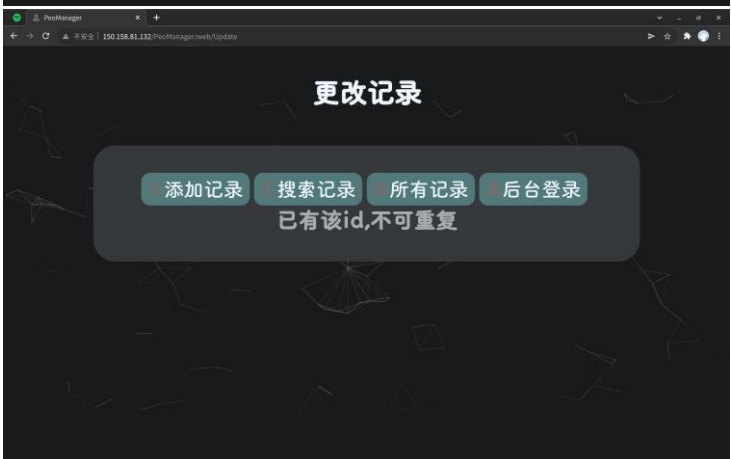 PeoManager
不安全 150.158.81.132/PeoManager/web/Update
更改记录
添加记录 搜索记录 所有记录 后台登录
已有该id,不可重复